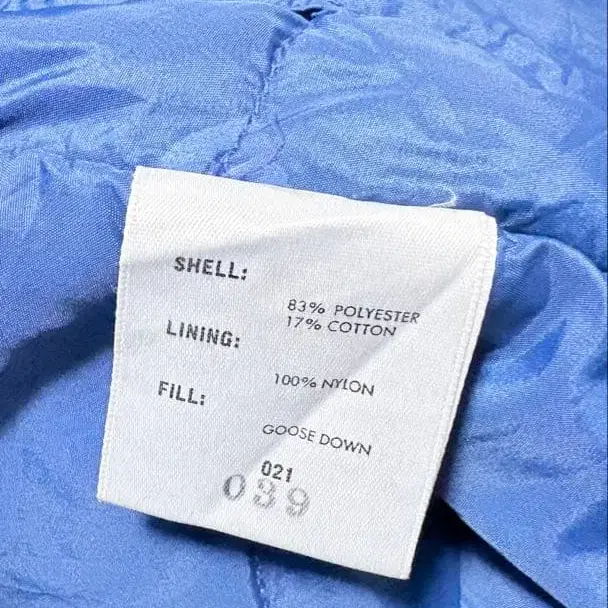 SHELL:
83% POLYESTER
17% COTTON
LINING:
100% NYLON
FILL:
GOOSE DOWN
021
039